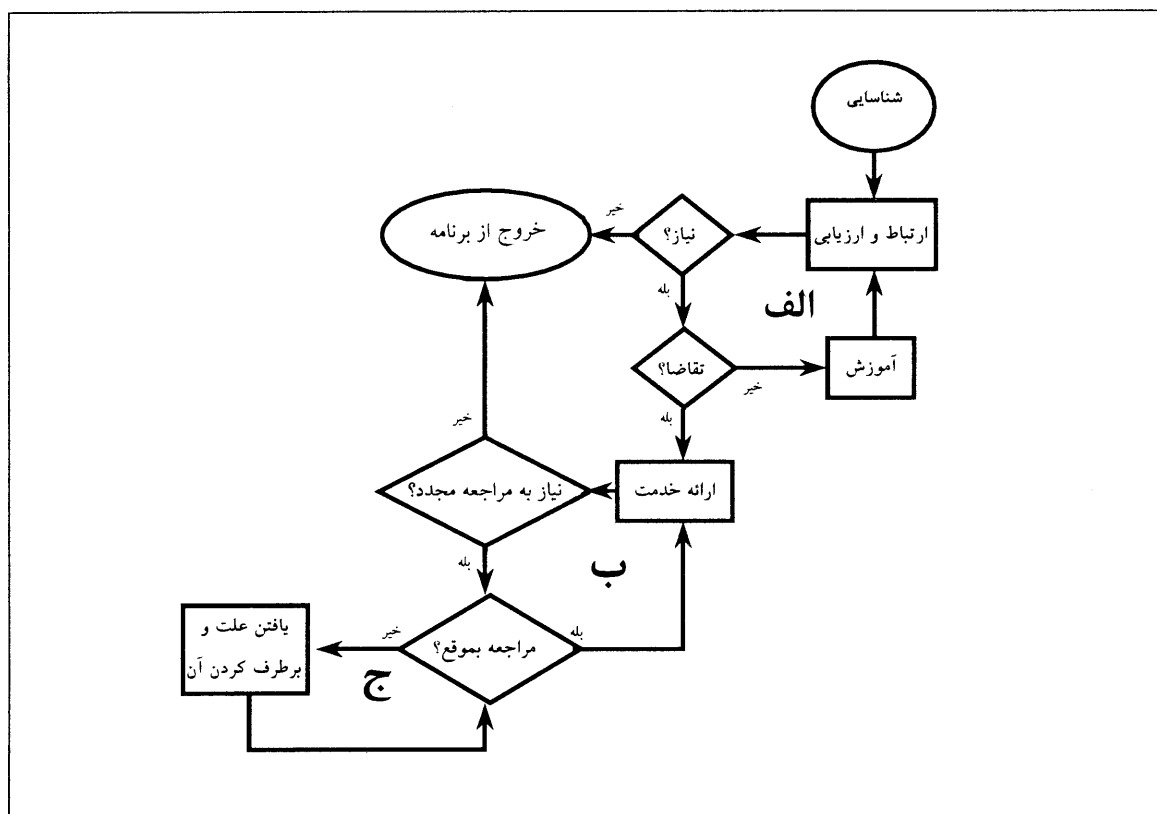 شناسایی
ارتباط و ارزیابی
نیاز؟
خیر
خروج از برنامه
بله
الف
تقاضا؟
خیر
آموزش
بله
ارائه خدمت
نیاز به مراجعه مجدد؟
خیر
بله
ب
مراجعه بموقع؟
بله
خیر
ج
یافتن علت و
برطرف کردن آن